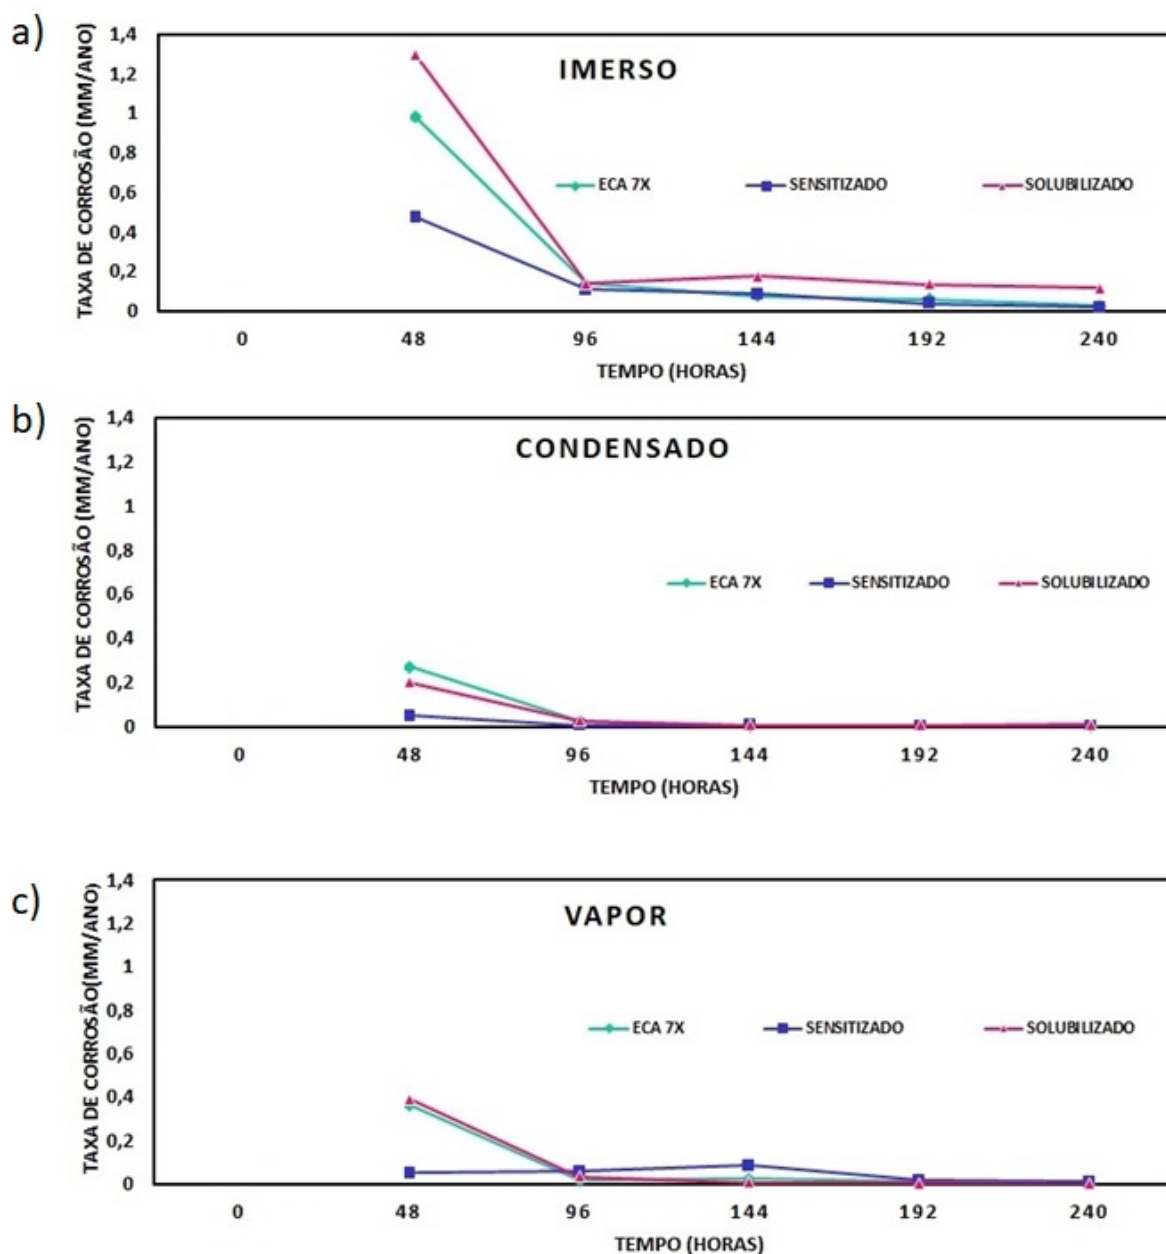 a)
TAXA DE CORROSÃO (MM/ANO)
1,4
1,2
1
0,8
0,6
0,4
0,2
0
IMERSO
ECA 7X SENSITIZADO SOLUBILIZADO
0 48 96 144 192 240
TEMPO (HORAS)
b)
TAXA DE CORROSÃO (MM/ANO)
1,4
1,2
1
0,8
0,6
0,4
0,2
0
CONDENSADO
ECA 7X SENSITIZADO SOLUBILIZADO
0 48 96 144 192 240
TEMPO (HORAS)
c)
TAXA DE CORROSÃO(MM/ANO)
1,4
1,2
1
0,8
0,6
0,4
0,2
0
VAPOR
ECA 7X SENSITIZADO SOLUBILIZADO
0 48 96 144 192 240
TEMPO (HORAS)